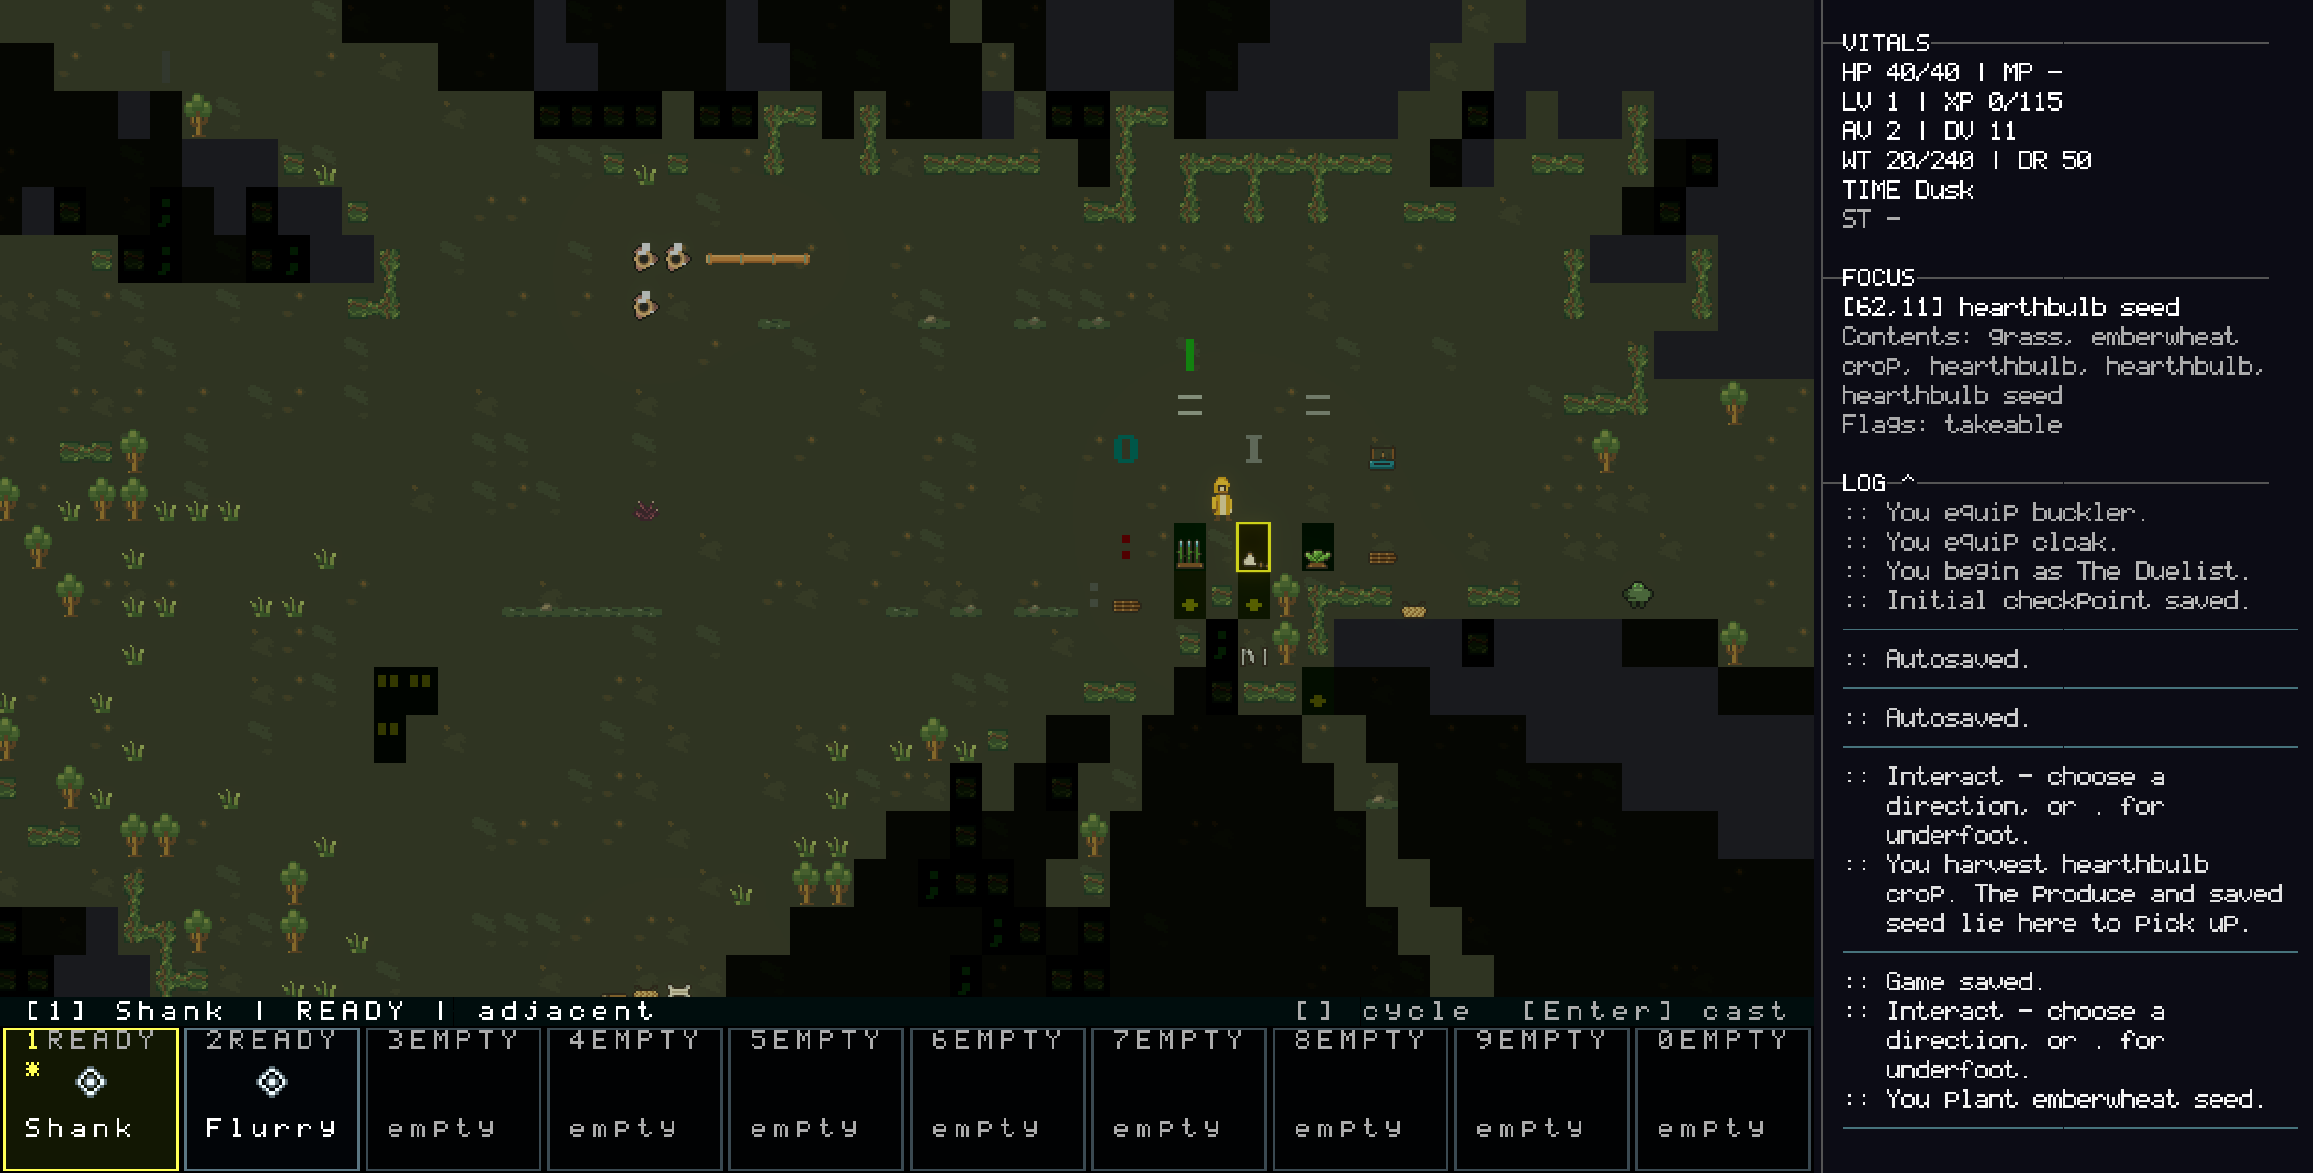 VITALS
HP 40/40 | MP -
LV 1 | XP 0/115
AV 2 | DV 11
WT 20/240 | DR 50
TIME Dusk
ST -
FOCUS
[62,11] hearthbulb seed
Contents: grass, emberwheat
crop, hearthbulb, hearthbulb,
hearthbulb seed
Flags: takeable
LOG ^
:: You equip buckler.
:: You equip cloak.
:: You begin as The Duelist.
:: Initial checkpoint saved.
:: Autosaved.
:: Autosaved.
:: Interact - choose a
direction, or . for
underfoot.
:: You harvest hearthbulb
crop. The produce and saved
seed lie here to pick up.
:: Game saved.
:: Interact - choose a
direction, or . for
underfoot.
:: You plant emberwheat seed.
[1] Shank | READY | adjacent
[] cycle [Enter] cast
1READY 2READY 3EMPTY 4EMPTY 5EMPTY 6EMPTY 7EMPTY 8EMPTY 9EMPTY 0EMPTY
Shank Flurry empty empty empty empty empty empty empty empty